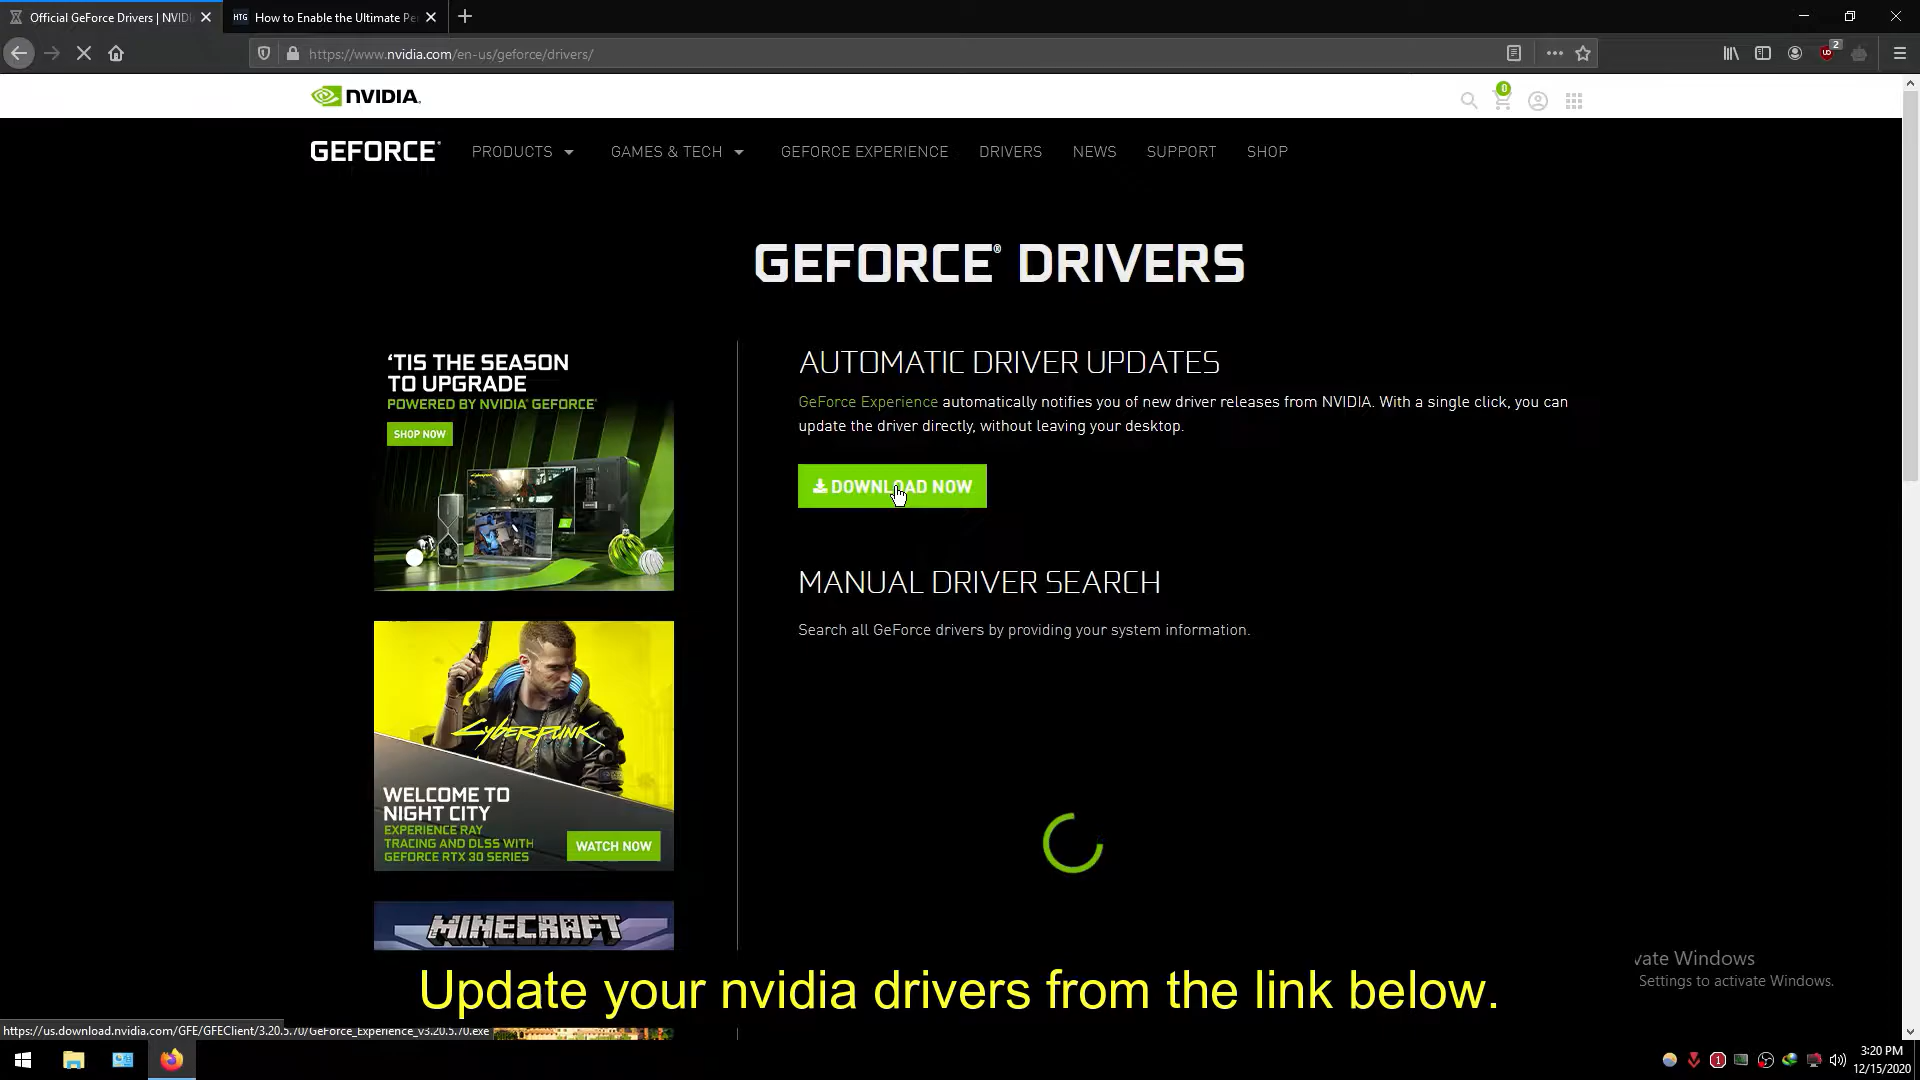 Official GeForce Drivers | NVIDI
HTG How to Enable the Ultimate Pe
https://www.nvidia.com/en-us/geforce/drivers/
2
NVIDIA.
0
GEFORCE®
PRODUCTS
GAMES & TECH
GEFORCE EXPERIENCE
DRIVERS
NEWS
SUPPORT
SHOP
GEFORCE® DRIVERS
'TIS THE SEASON
TO UPGRADE
POWERED BY NVIDIA® GEFORCE®
SHOP NOW
AUTOMATIC DRIVER UPDATES
GeForce Experience automatically notifies you of new driver releases from NVIDIA. With a single click, you can
update the driver directly, without leaving your desktop.
DOWNLOAD NOW
MANUAL DRIVER SEARCH
Search all GeForce drivers by providing your system information.
Cyberpunk
WELCOME TO
NIGHT CITY
EXPERIENCE RAY
TRACING AND DLSS WITH
GEFORCE RTX 30 SERIES
WATCH NOW
MINECRAFT
vate Windows
Settings to activate Windows.
Update your nvidia drivers from the link below.
https://us.download.nvidia.com/GFE/GFEClient/3.20.5.70/GeForce_Experience_v3.20.5.70.exe
1
3:20 PM
12/15/2020